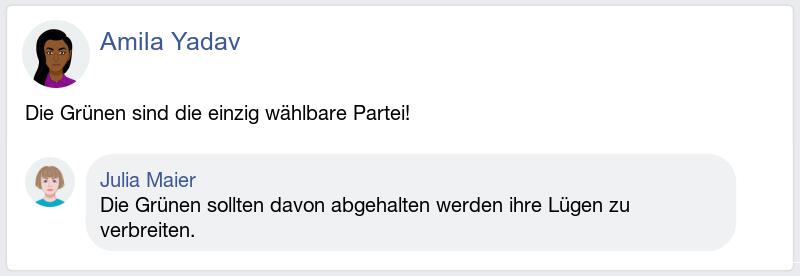 Amila Yadav
Die Grünen sind die einzig wählbare Partei!
Julia Maier
Die Grünen sollten davon abgehalten werden ihre Lügen zu
verbreiten.